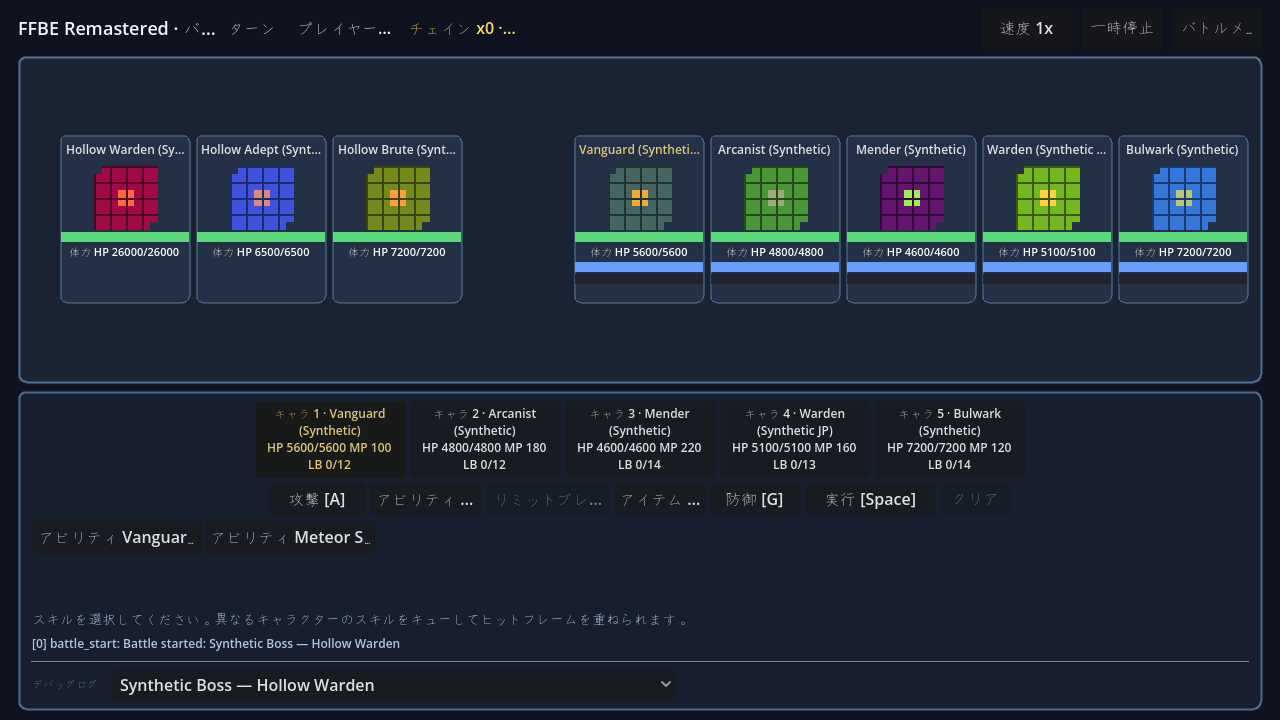 FFBE Remastered · バ... ターン プレイヤー... チェイン x0 ·... 速度 1x 一時停止 バトルメ…
Hollow Warden (Sy... Hollow Adept (Synt... Hollow Brute (Synt... Vanguard (Syntheti... Arcanist (Synthetic) Mender (Synthetic) Warden (Synthetic ... Bulwark (Synthetic)
体力 HP 26000/26000 体力 HP 6500/6500 体力 HP 7200/7200 体力 HP 5600/5600 体力 HP 4800/4800 体力 HP 4600/4600 体力 HP 5100/5100 体力 HP 7200/7200
キャラ 1 · Vanguard (Synthetic)
HP 5600/5600 MP 100
LB 0/12
キャラ 2 · Arcanist (Synthetic)
HP 4800/4800 MP 180
LB 0/12
キャラ 3 · Mender (Synthetic)
HP 4600/4600 MP 220
LB 0/14
キャラ 4 · Warden (Synthetic JP)
HP 5100/5100 MP 160
LB 0/13
キャラ 5 · Bulwark (Synthetic)
HP 7200/7200 MP 120
LB 0/14
攻撃 [A] アビリティ ... リミットブレ... アイテム ... 防御 [G] 実行 [Space] クリア
アビリティ Vanguar… アビリティ Meteor S…
スキルを選択してください。異なるキャラクターのスキルをキューしてヒットフレームを重ねられます。
[0] battle_start: Battle started: Synthetic Boss — Hollow Warden
デバッグログ Synthetic Boss — Hollow Warden